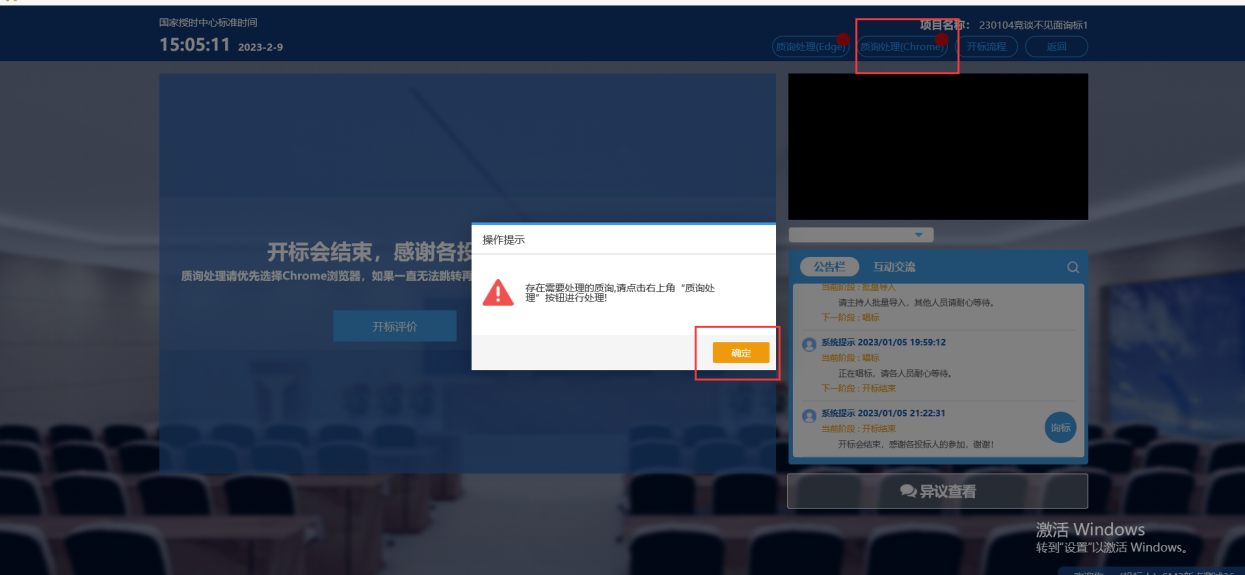 国家授时中心标准时间
项目名称： 230104竞谈不见面询标1
15:05:11 2023-2-9
质询处理(Edge)
质询处理(Chrome)
开标流程
返回
开标会结束，感谢各投
质询处理请优先选择Chrome浏览器，如果一直无法跳转再
开标评价
操作提示
存在需要处理的质询,请点击右上角“质询处
理”按钮进行处理!
确定
公告栏
互动交流
当前阶段 : 批量导入
请主持人批量导入，其他人员请耐心等待。
下一阶段 : 唱标
系统提示 2023/01/05 19:59:12
当前阶段 : 唱标
正在唱标，请各人员耐心等待。
下一阶段 : 开标结束
系统提示 2023/01/05 21:22:31
当前阶段 : 开标结束
开标会结束，感谢各投标人的参加，谢谢！
询标
异议查看
激活 Windows
转到"设置"以激活 Windows。